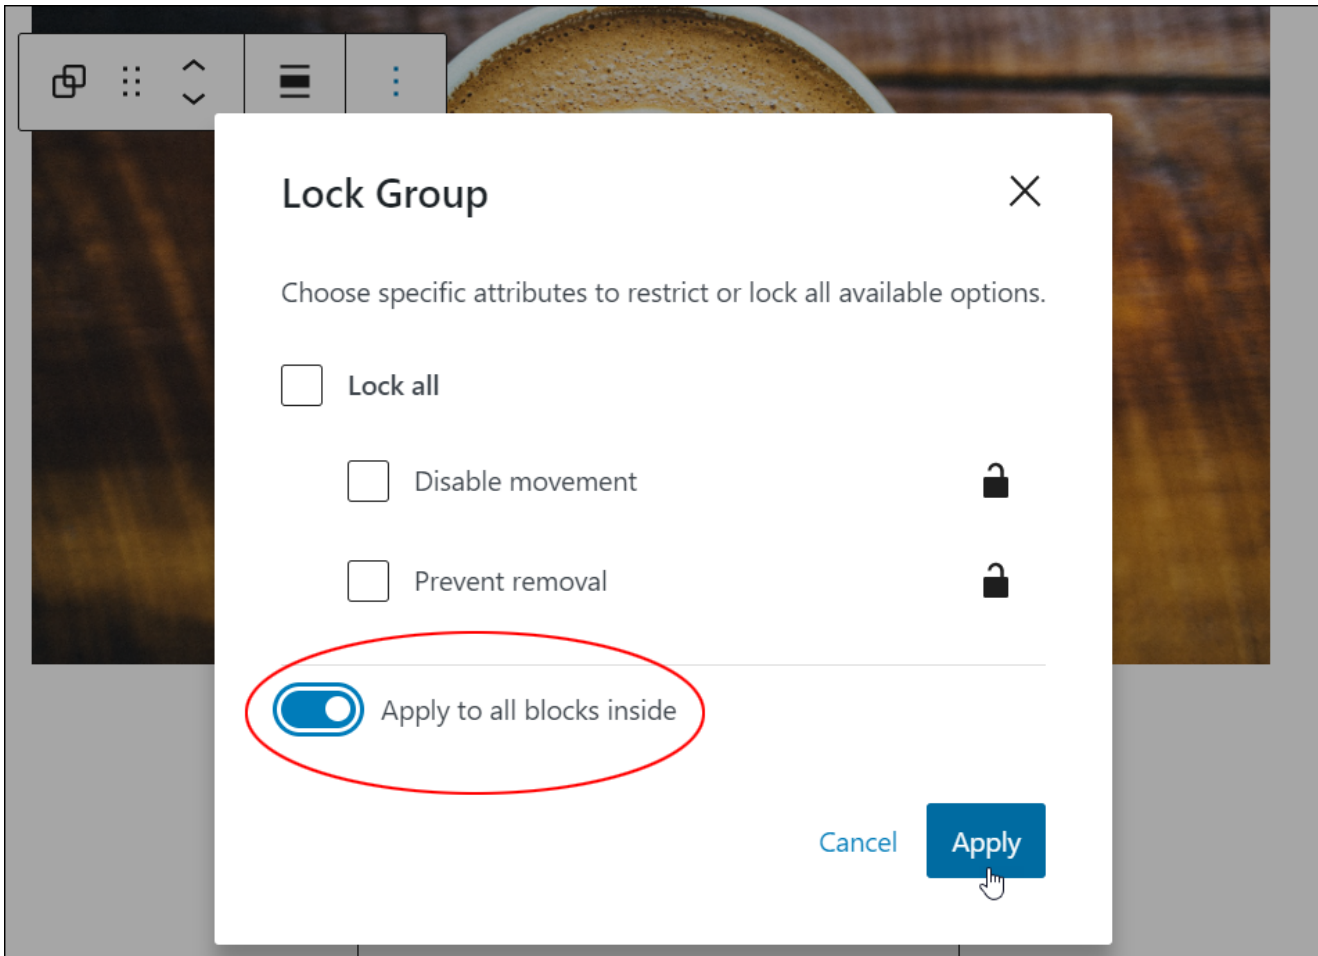 Lock Group
Choose specific attributes to restrict or lock all available options.
Lock all
Disable movement
Prevent removal
Apply to all blocks inside
Cancel
Apply